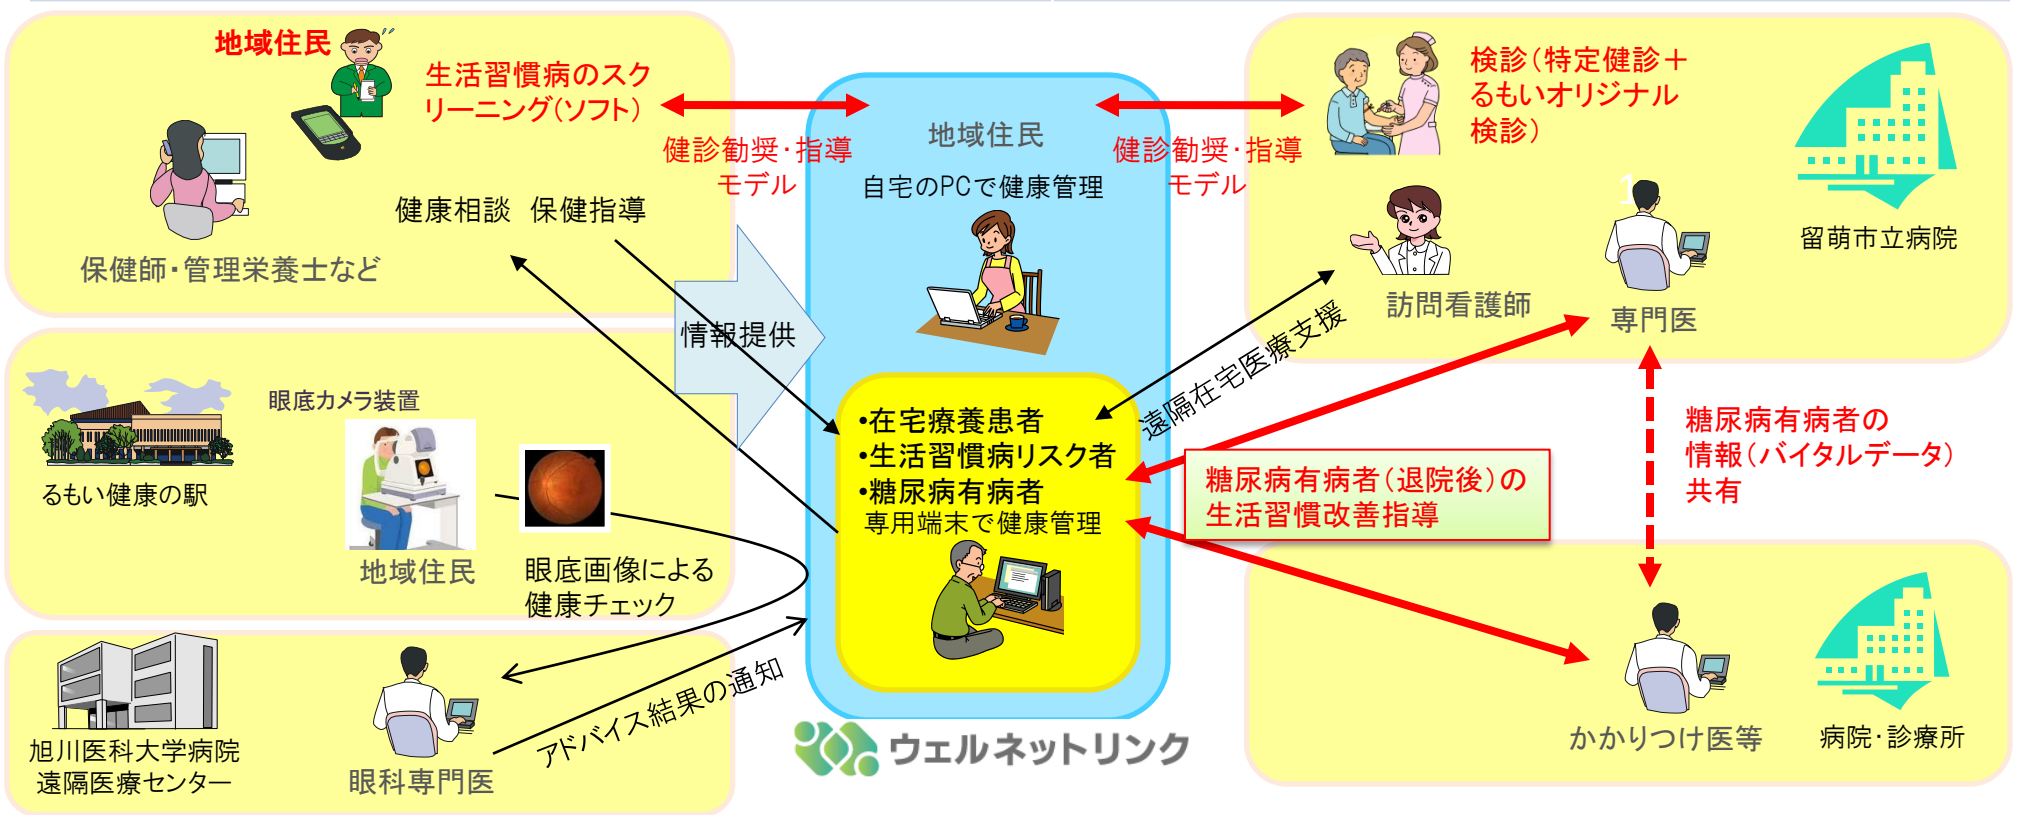 地域住民
生活習慣病のスク
リーニング(ソフト)
健康相談 保健指導
保健師・管理栄養士など
健診勧奨・指導
モデル
情報提供
眼底カメラ装置
るもい健康の駅
地域住民
眼底画像による
健康チェック
旭川医科大学病院
遠隔医療センター
眼科専門医
アドバイス結果の通知
地域住民
自宅のPCで健康管理
•在宅療養患者
•生活習慣病リスク者
•糖尿病有病者
専用端末で健康管理
ウェルネットリンク
健診勧奨・指導
モデル
検診(特定健診＋
るもいオリジナル
検診)
留萌市立病院
訪問看護師
1
専門医
遠隔在宅医療支援
糖尿病有病者(退院後)の
生活習慣改善指導
糖尿病有病者の
情報(バイタルデータ)
共有
かかりつけ医等
病院・診療所